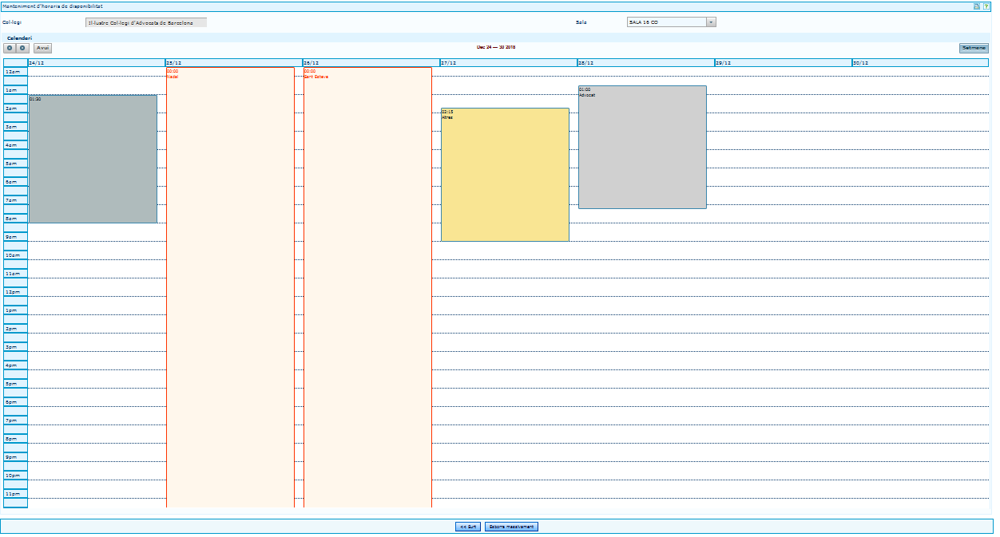 Manteniment d'horaris de disponibilitat
Col·legi Il·lustre Col·legi d'Advocats de Barcelona Sala SALA 16 CO
Calendari
Avui Dec 24 — 30 2018 Setmana
24/12 25/12 26/12 27/12 28/12 29/12 30/12
12am
00:00
Nadal
00:00
Sant Esteve
1am
01:00
Advocat
01:30
2am
02:15
Altres
3am
4am
5am
6am
7am
8am
9am
10am
11am
12pm
1pm
2pm
3pm
4pm
5pm
6pm
7pm
8pm
9pm
10pm
11pm
<< Surt Esborra massivament